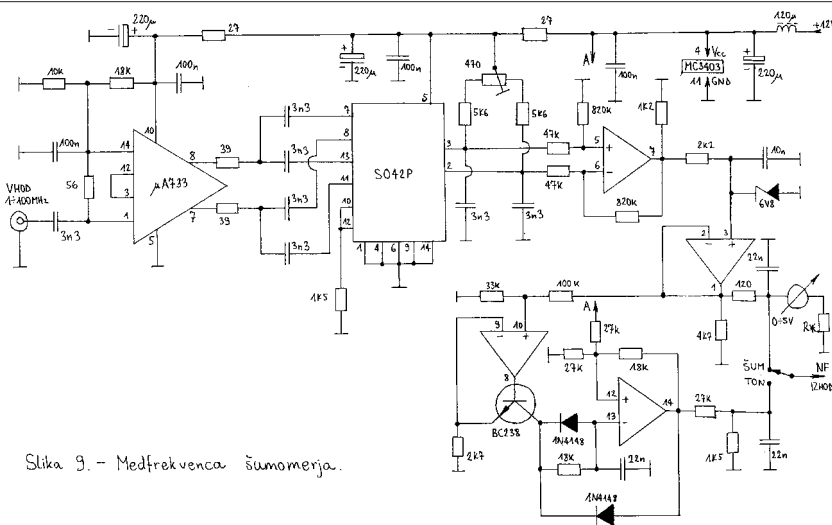 220µ
27
27
120µ
+12V
10k
18k
100n
220µ
100n
470
A
100n
4 Vcc
MC3403
11 GND
220µ
3n3
5k6
5k6
820k
1k2
100n
14
10
8
39
7
5
3
47k
5
7
2k2
10n
12
µA733
3n3
8
13
SO42P
2
6
3
56
3n3
11
47k
820k
6V8
VHOD
1÷100MHz
1
7
39
10
12
3n3
3n3
3n3
5
3n3
1 4 6 9 14
2
3
22n
1k5
33k
100k
1
120
0÷5V
Rx
9
10
A
27k
4k7
27k
18k
ŠUM
TON
NF
IZHOD
8
12
14
27k
BC238
1N4148
13
2k7
18k
22n
1k5
22n
1N4148
Slika 9. - Medfrekvenca šumomerja.